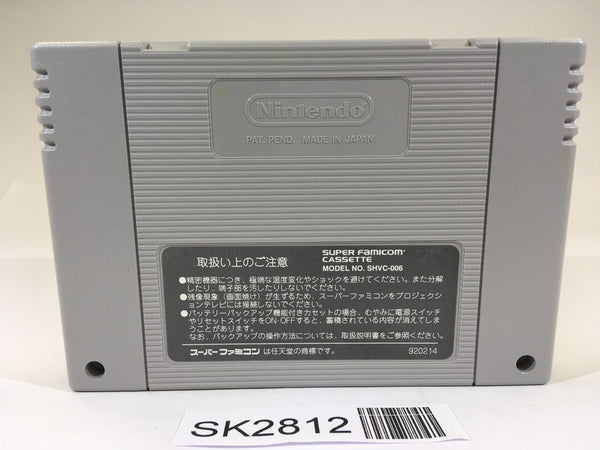 Nintendo
PAT. PEND. MADE IN JAPAN
取扱い上のご注意
SUPER FAMICOM
CASSETTE
MODEL NO. SHVC-006
●精密機器につき、極端な温度変化やショックを避けてください。また分解
したり、端子部を汚したりしないでください。
●残像現象（画面焼け）が生ずるため、スーパーファミコンをプロジェクシ
ョンテレビには接続しないでください。
●バッテリーバックアップ機能付きカセットの場合、むやみに電源スイッチ
やリセットスイッチをON・OFFすると、蓄積されている内容が消えてしま
うことがあります。
なお、バックアップの操作方法については、取扱説明書をご参照ください。
スーパーファミコン は任天堂の商標です。
920214
SK2812